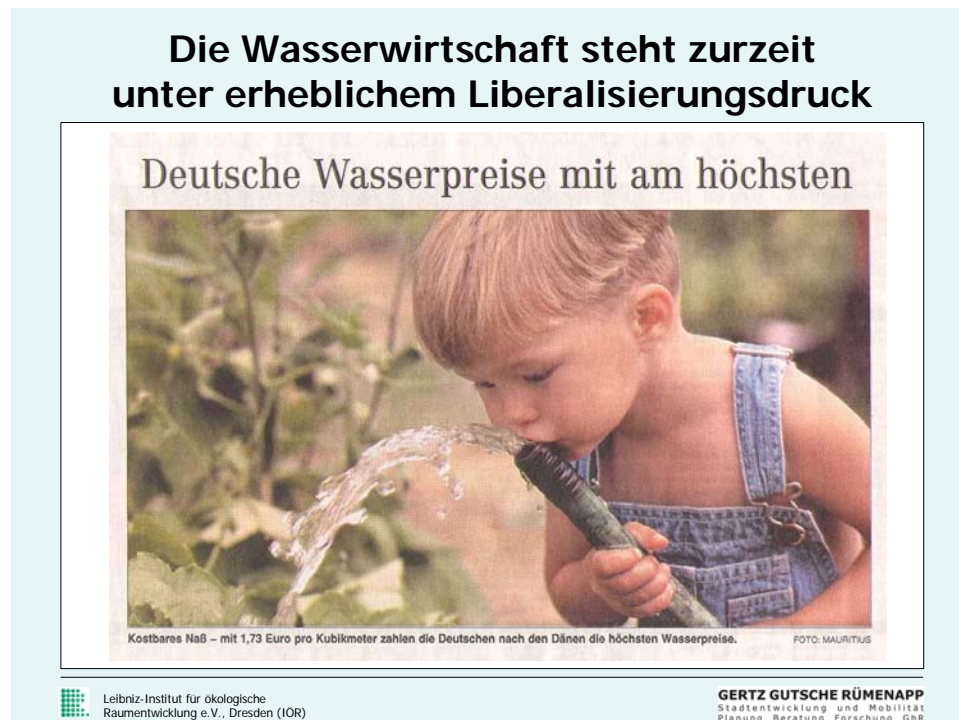 Die Wasserwirtschaft steht zurzeit
unter erheblichem Liberalisierungsdruck
Deutsche Wasserpreise mit am höchsten
Kostbares Naß – mit 1,73 Euro pro Kubikmeter zahlen die Deutschen nach den Dänen die höchsten Wasserpreise.
FOTO: MAURITIUS
Leibniz-Institut für ökologische
Raumentwicklung e.V., Dresden (IÖR)
GERTZ GUTSCHE RÜMENAPP
Stadtentwicklung und Mobilität
Planung Beratung Forschung GbR